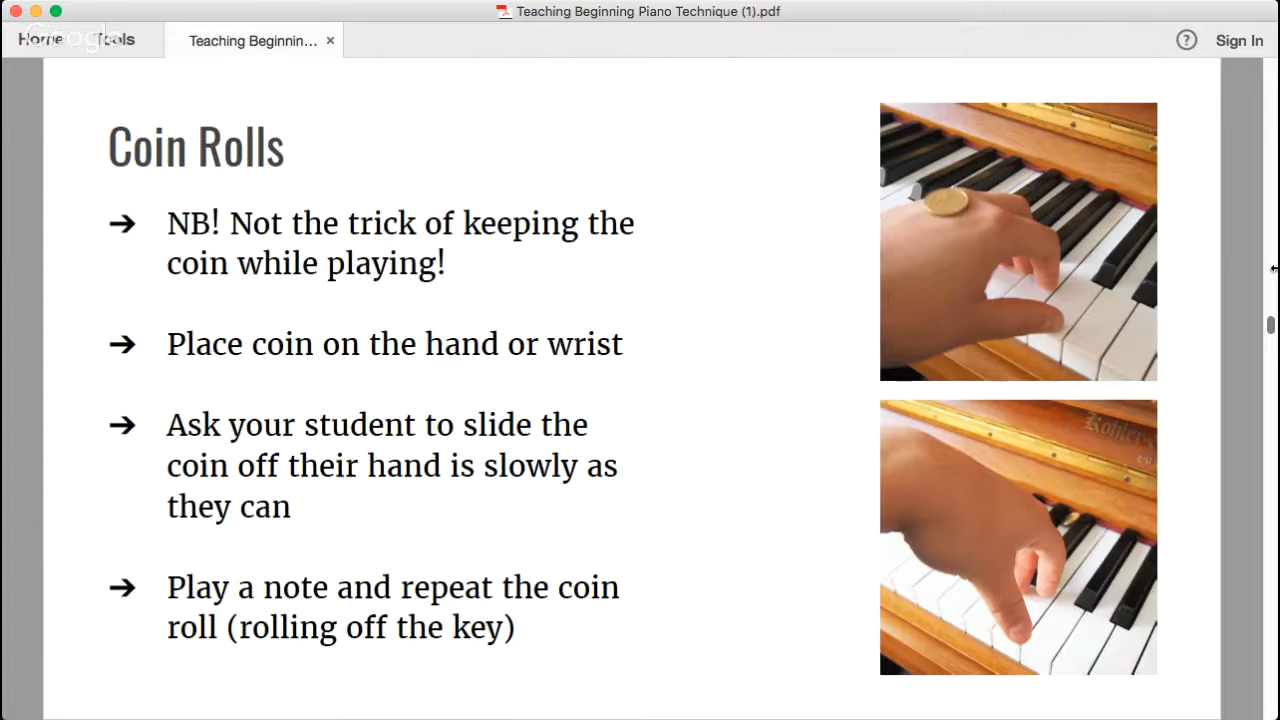 Teaching Beginning Piano Technique (1).pdf
Home
Tools
Google
Teaching Beginnin... ×
? Sign In
Coin Rolls
➔ NB! Not the trick of keeping the
coin while playing!
➔ Place coin on the hand or wrist
➔ Ask your student to slide the
coin off their hand is slowly as
they can
➔ Play a note and repeat the coin
roll (rolling off the key)
Kohler